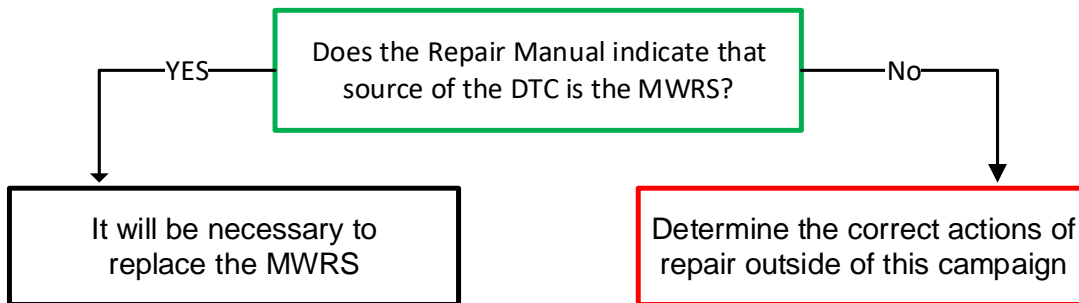 Does the Repair Manual indicate that
source of the DTC is the MWRS?
YES
No
It will be necessary to
replace the MWRS
Determine the correct actions of
repair outside of this campaign